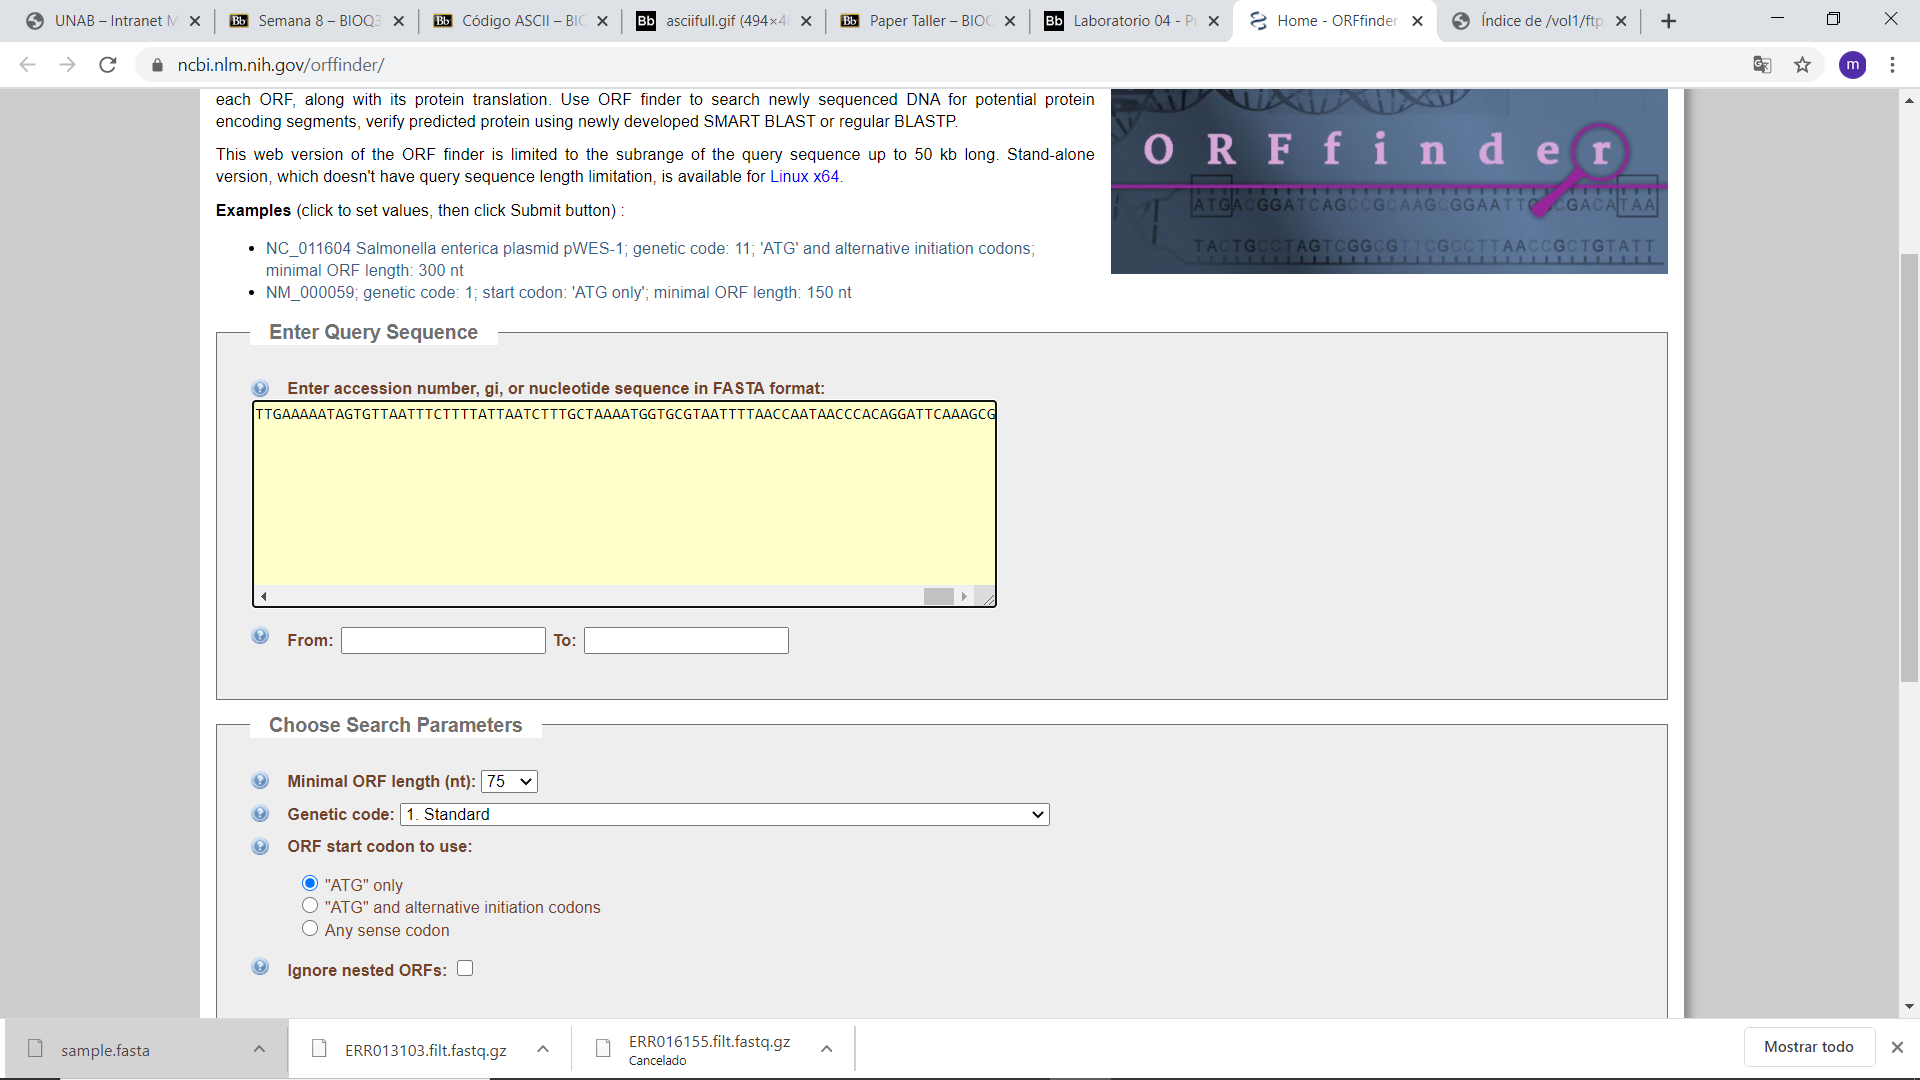 UNAB – Intranet M
Semana 8 – BIOQ3
Código ASCII – BIO
asciifull.gif (494×4
Paper Taller – BIOQ
Laboratorio 04 - Pr
Home - ORFfinder
Índice de /vol1/ftp
ncbi.nlm.nih.gov/orffinder/
m
each ORF, along with its protein translation. Use ORF finder to search newly sequenced DNA for potential protein
encoding segments, verify predicted protein using newly developed SMART BLAST or regular BLASTP.
This web version of the ORF finder is limited to the subrange of the query sequence up to 50 kb long. Stand-alone
version, which doesn't have query sequence length limitation, is available for Linux x64.
Examples (click to set values, then click Submit button) :
NC_011604 Salmonella enterica plasmid pWES-1; genetic code: 11; 'ATG' and alternative initiation codons;
minimal ORF length: 300 nt
NM_000059; genetic code: 1; start codon: 'ATG only'; minimal ORF length: 150 nt
ORFfinder
TACTGCCTAGTCGGCGTTCGCCTTAACCGCTGTATT
Enter Query Sequence
Enter accession number, gi, or nucleotide sequence in FASTA format:
TTGAAAAATAGTGTTAATTTCTTTTATTAATCTTTGCTAAAATGGTGCGTAATTTTAACCAATAACCCACAGGATTCAAAGCG
From:
To:
Choose Search Parameters
Minimal ORF length (nt): 75
Genetic code: 1. Standard
ORF start codon to use:
"ATG" only
"ATG" and alternative initiation codons
Any sense codon
Ignore nested ORFs:
sample.fasta
ERR013103.filt.fastq.gz
ERR016155.filt.fastq.gz
Cancelado
Mostrar todo